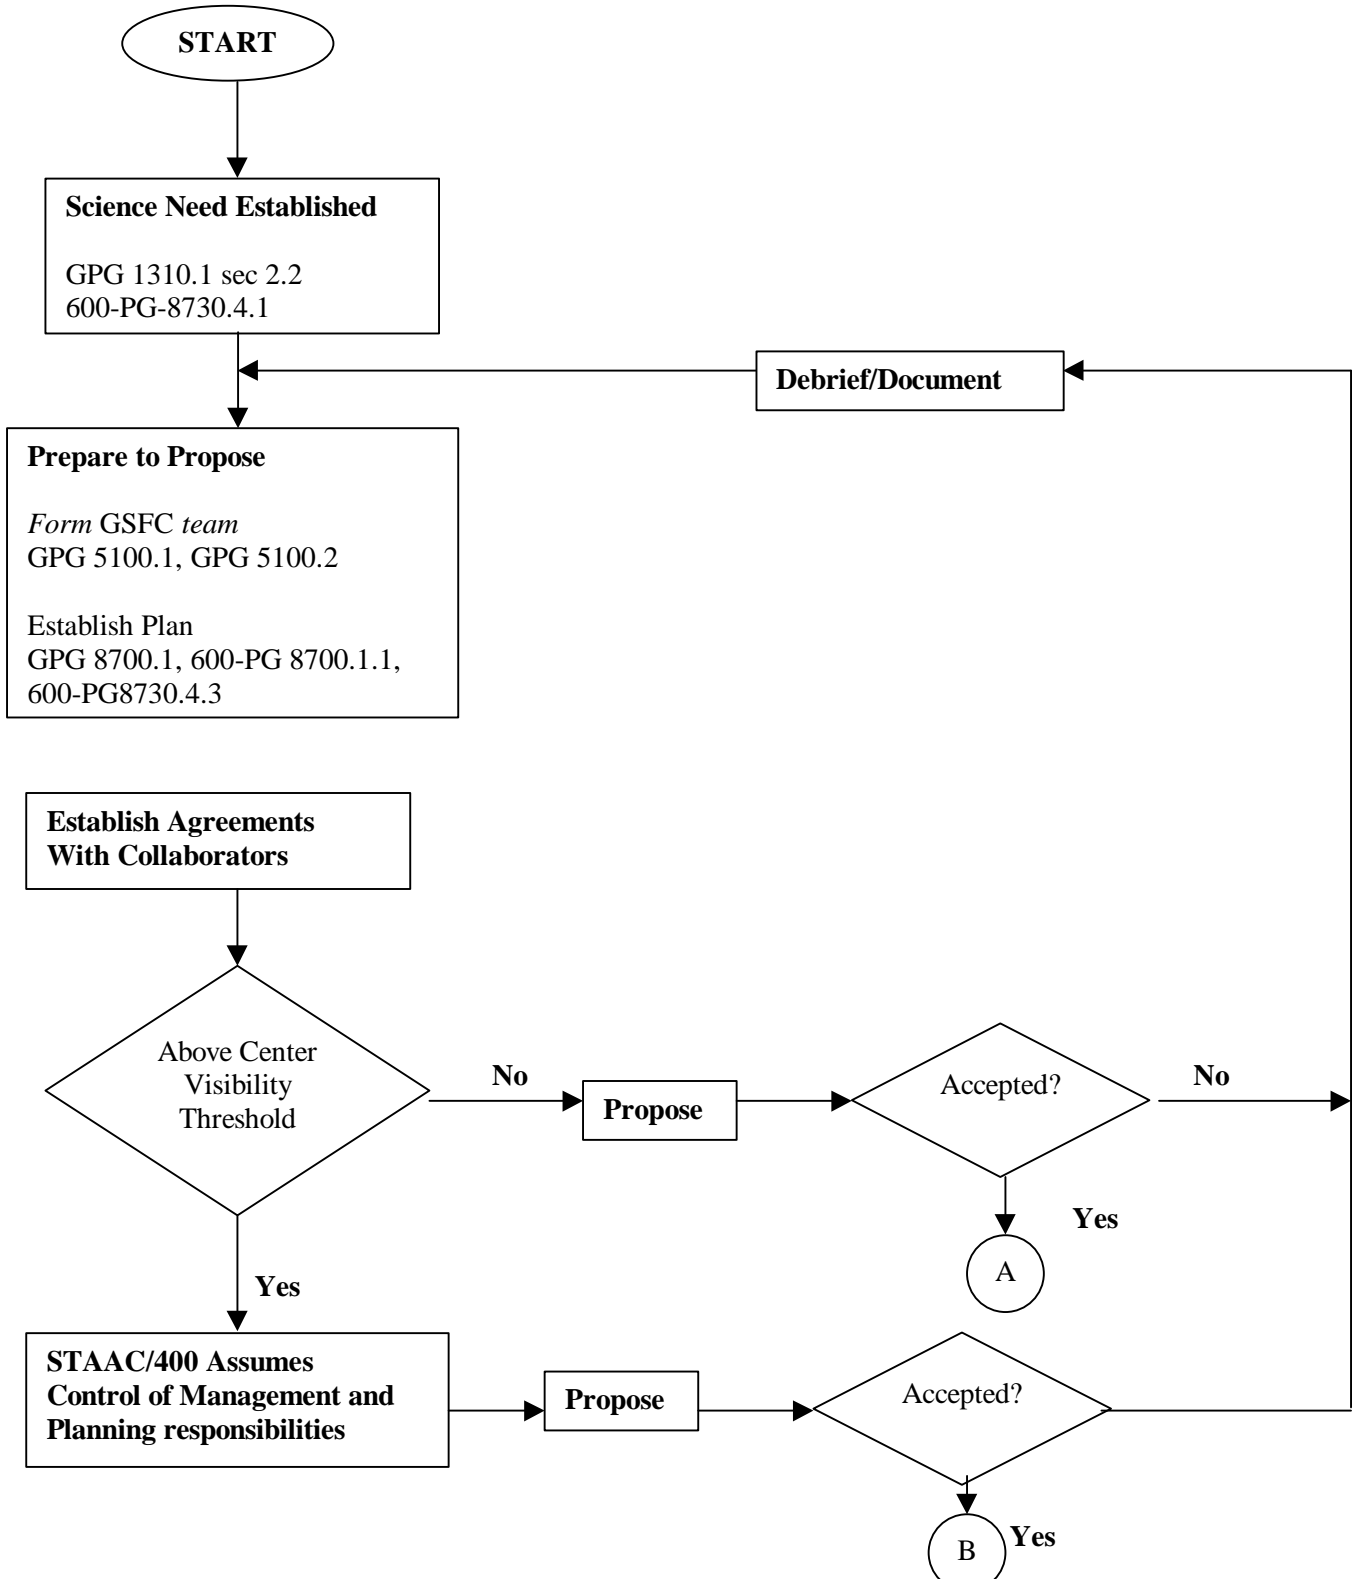 START
Science Need Established
GPG 1310.1 sec 2.2
600-PG-8730.4.1
Debrief/Document
Prepare to Propose
Form GSFC team
GPG 5100.1, GPG 5100.2
Establish Plan
GPG 8700.1, 600-PG 8700.1.1,
600-PG8730.4.3
Establish Agreements
With Collaborators
Above Center
Visibility
Threshold
No
Propose
Accepted?
No
Yes
A
Yes
STAAC/400 Assumes
Control of Management and
Planning responsibilities
Propose
Accepted?
Yes
B